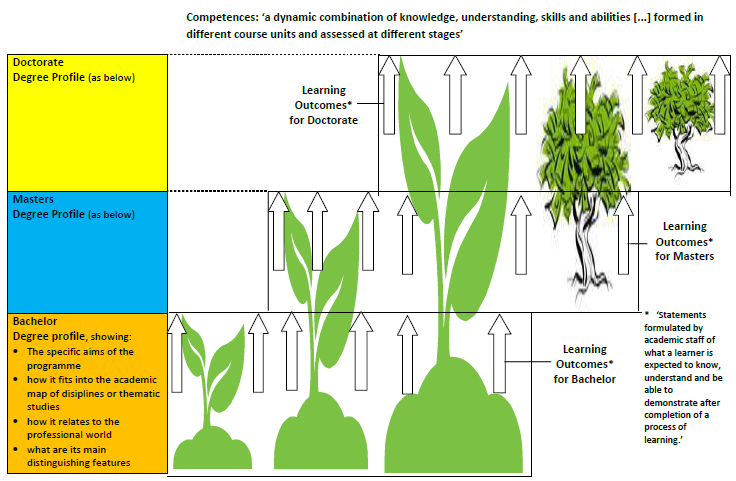 Competences: ‘a dynamic combination of knowledge, understanding, skills and abilities [...] formed in
different course units and assessed at different stages’
Doctorate
Degree Profile (as below)
Learning
Outcomes*
for Doctorate
Masters
Degree Profile (as below)
Learning
Outcomes*
for Masters
Bachelor
Degree profile, showing:
• The specific aims of the
programme
• how it fits into the academic
map of disiplines or thematic
studies
• how it relates to the
professional world
• what are its main
distinguishing features
Learning
Outcomes*
for Bachelor
* ‘Statements
formulated by
academic staff of
what a learner is
expected to know,
understand and be
able to
demonstrate after
completion of a
process of
learning.’